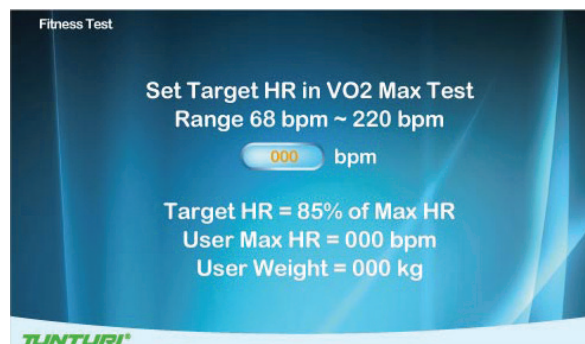 Fitness Test
Set Target HR in VO2 Max Test
Range 68 bpm ~ 220 bpm
000 bpm
Target HR = 85% of Max HR
User Max HR = 000 bpm
User Weight = 000 kg
TUNTURI®